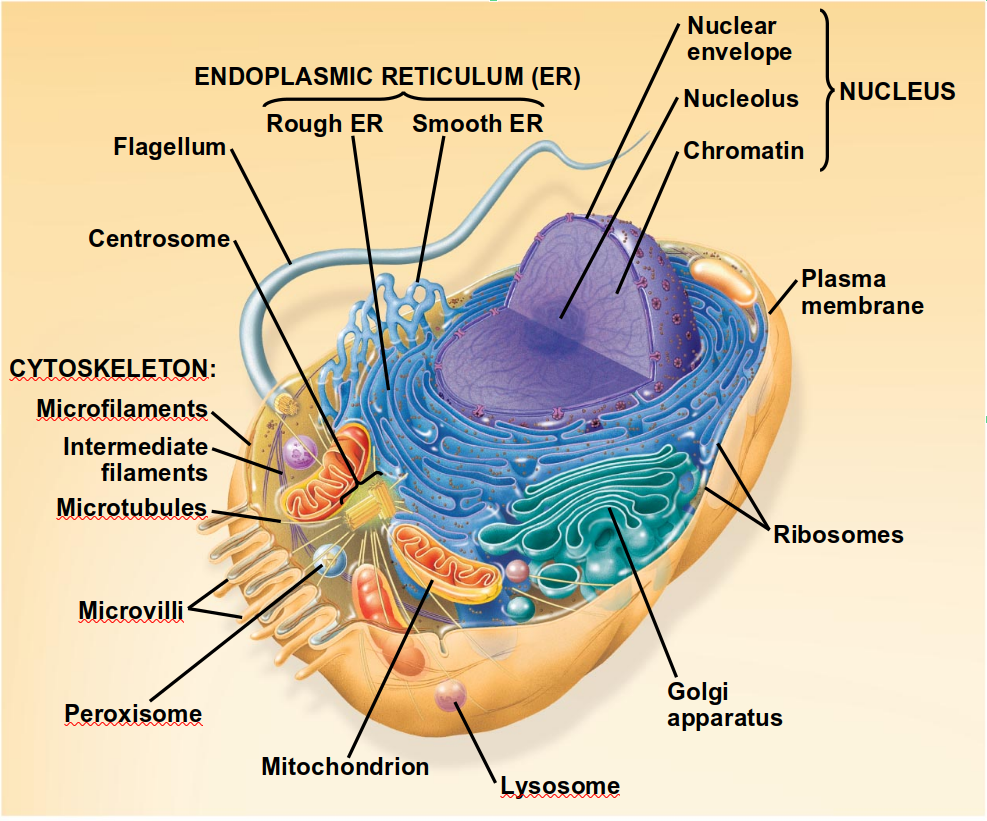 Nuclear
envelope
ENDOPLASMIC RETICULUM (ER)
NUCLEUS
Nucleolus
Rough ER
Smooth ER
Flagellum
Chromatin
Centrosome
Plasma
membrane
CYTOSKELETON:
Microfilaments
Intermediate
filaments
Microtubules
Ribosomes
Microvilli
Golgi
apparatus
Peroxisome
Mitochondrion
Lysosome